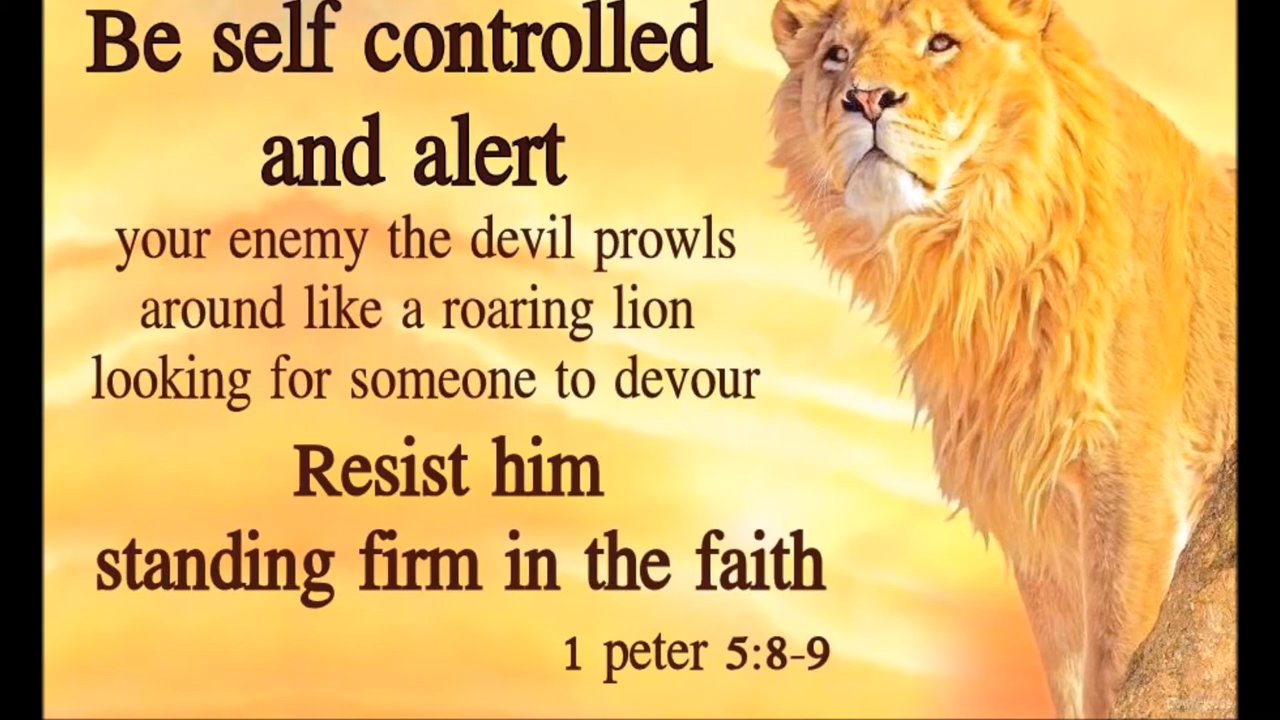 Be self controlled
and alert
your enemy the devil prowls
around like a roaring lion
looking for someone to devour
Resist him
standing firm in the faith
1 peter 5:8-9